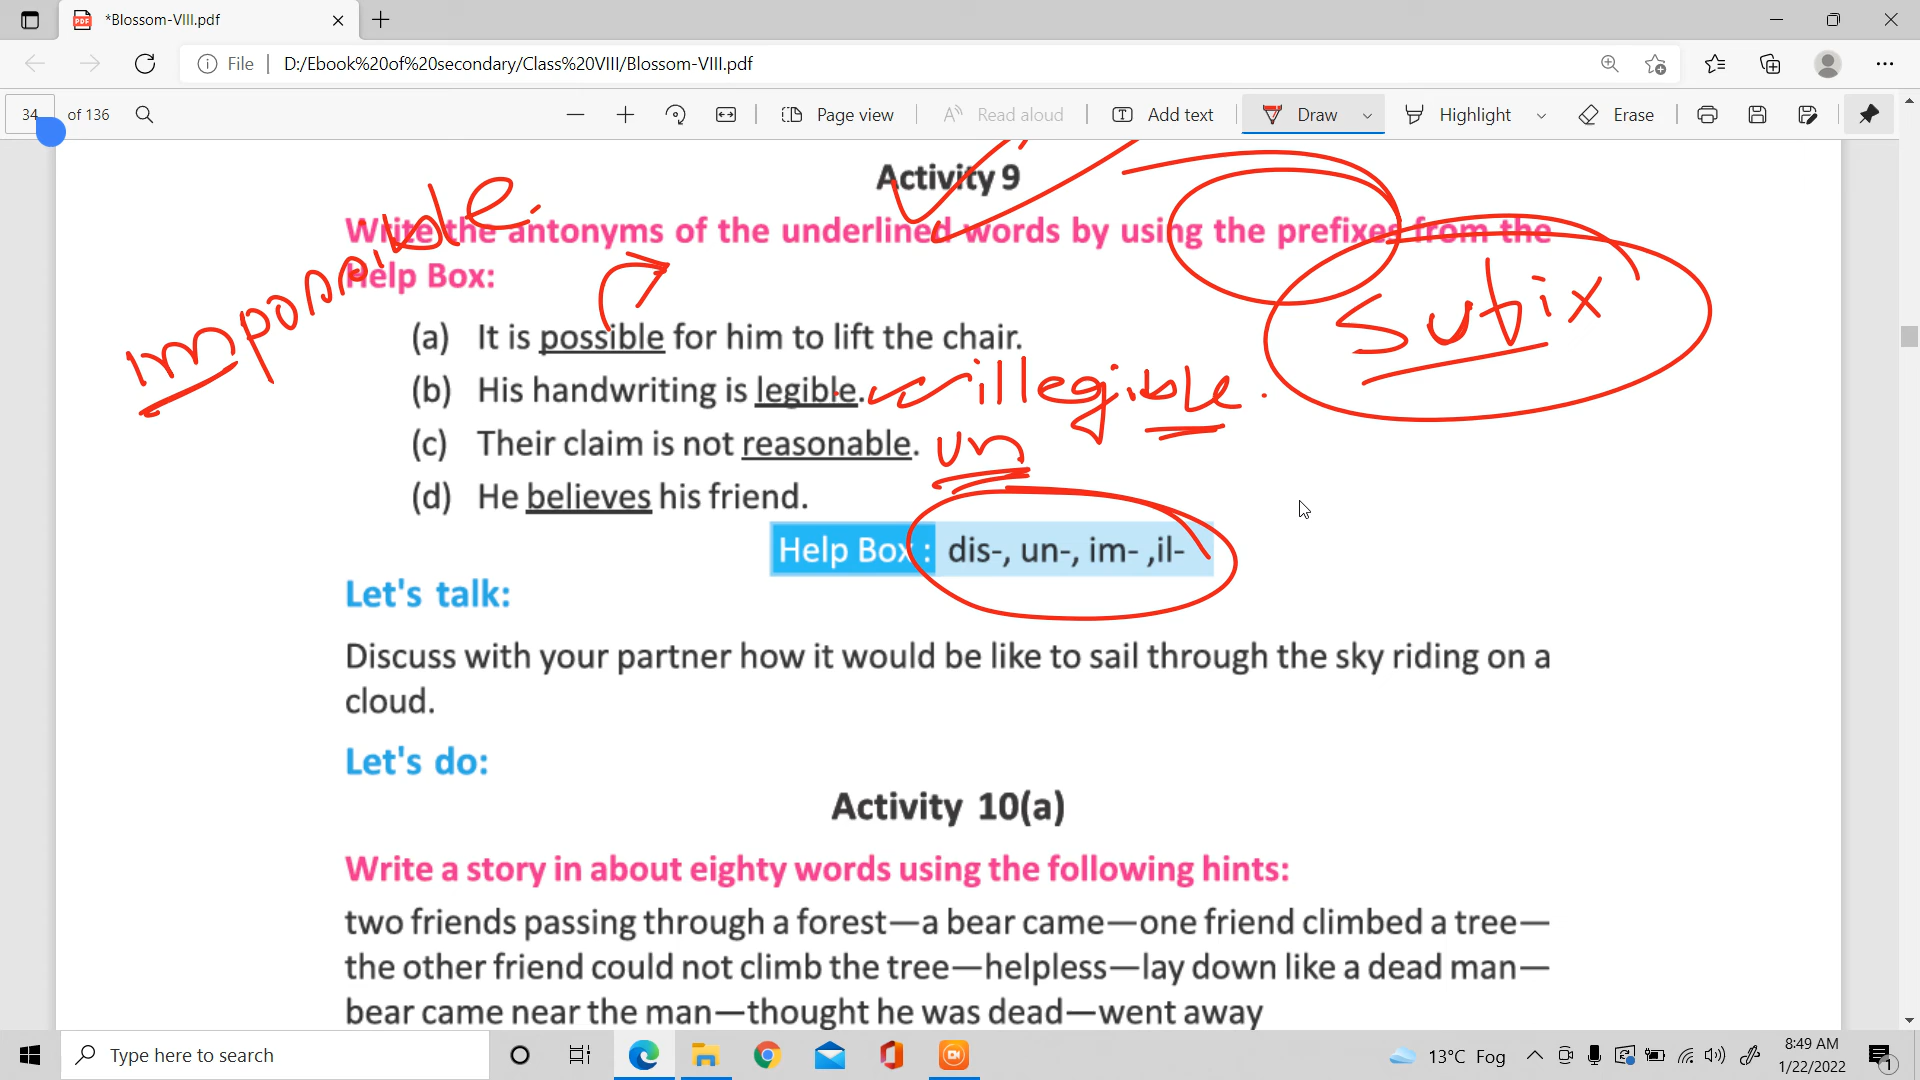 *Blossom-VIII.pdf
File D:/Ebook%20of%20secondary/Class%20VIII/Blossom-VIII.pdf
34 of 136 Page view Read aloud Add text Draw Highlight Erase
Activity 9
Write the antonyms of the underlined words by using the prefixes from the
Help Box:
impossible.
Sufix
(a) It is possible for him to lift the chair.
(b) His handwriting is legible. illegible.
(c) Their claim is not reasonable. un
(d) He believes his friend.
Help Box : dis-, un-, im- ,il-
Let's talk:
Discuss with your partner how it would be like to sail through the sky riding on a
cloud.
Let's do:
Activity 10(a)
Write a story in about eighty words using the following hints:
two friends passing through a forest—a bear came—one friend climbed a tree—
the other friend could not climb the tree—helpless—lay down like a dead man—
bear came near the man—thought he was dead—went away
Type here to search
13°C Fog
8:49 AM
1/22/2022
1